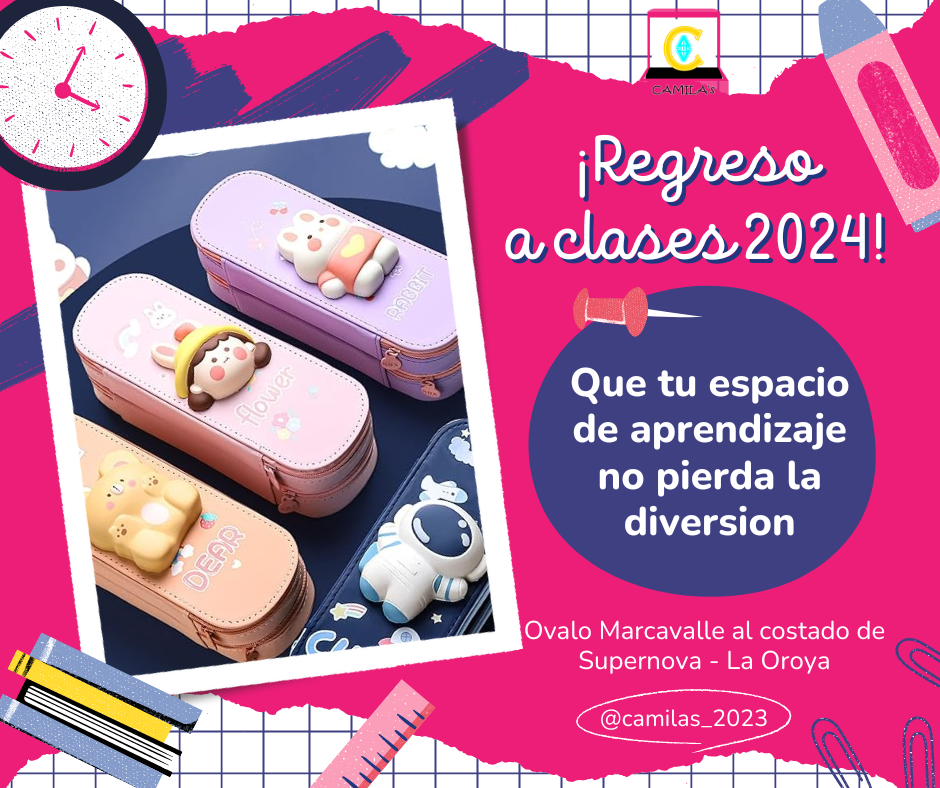 CAMILA's
¡Regreso
a clases 2024!
RABBIT
flower
DEAR
Que tu espacio
de aprendizaje
no pierda la
diversion
Ovalo Marcavalle al costado de
Supernova - La Oroya
@camilas_2023